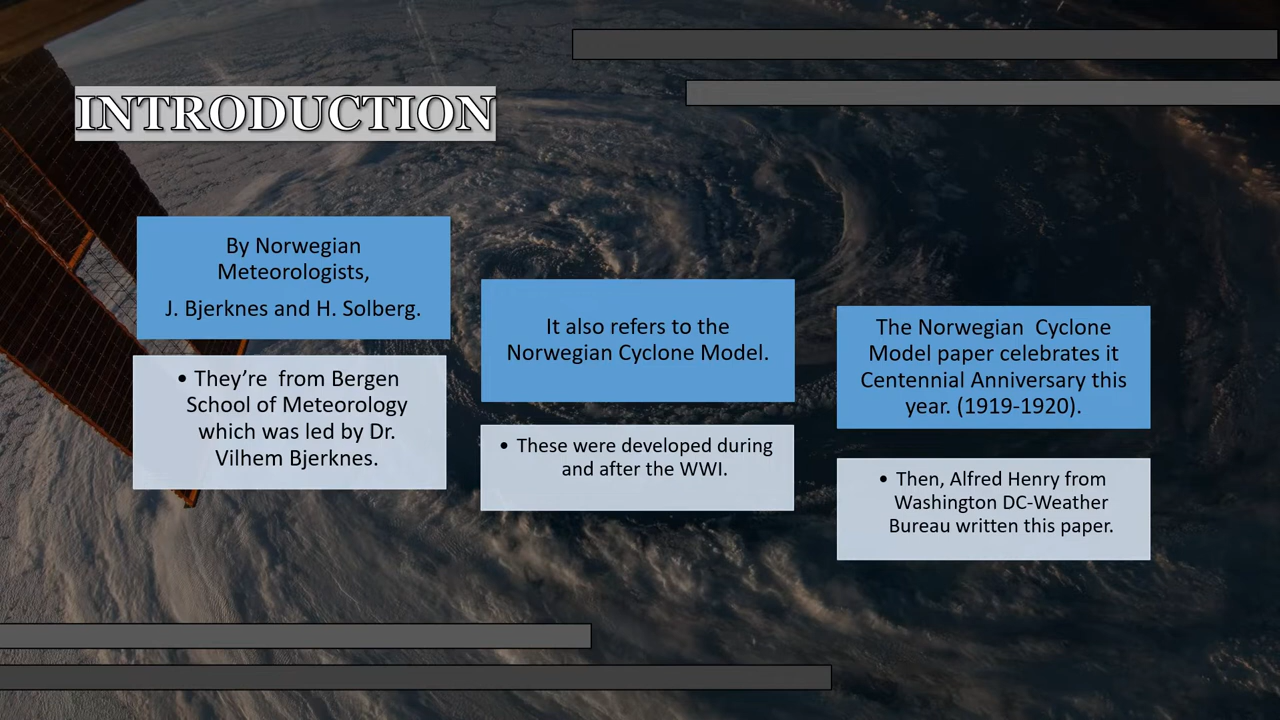 INTRODUCTION
By Norwegian
Meteorologists,
J. Bjerknes and H. Solberg.
• They’re from Bergen
School of Meteorology
which was led by Dr.
Vilhem Bjerknes.
It also refers to the
Norwegian Cyclone Model.
• These were developed during
and after the WWI.
The Norwegian Cyclone
Model paper celebrates it
Centennial Anniversary this
year. (1919-1920).
• Then, Alfred Henry from
Washington DC-Weather
Bureau written this paper.